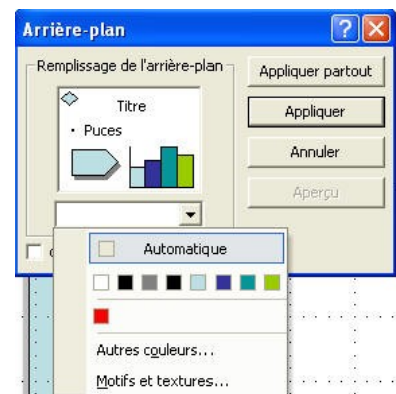 Arrière-plan
Remplissage de l'arrière-plan
Titre
• Puces
Appliquer partout
Appliquer
Annuler
Aperçu
Automatique
Autres couleurs...
Motifs et textures...